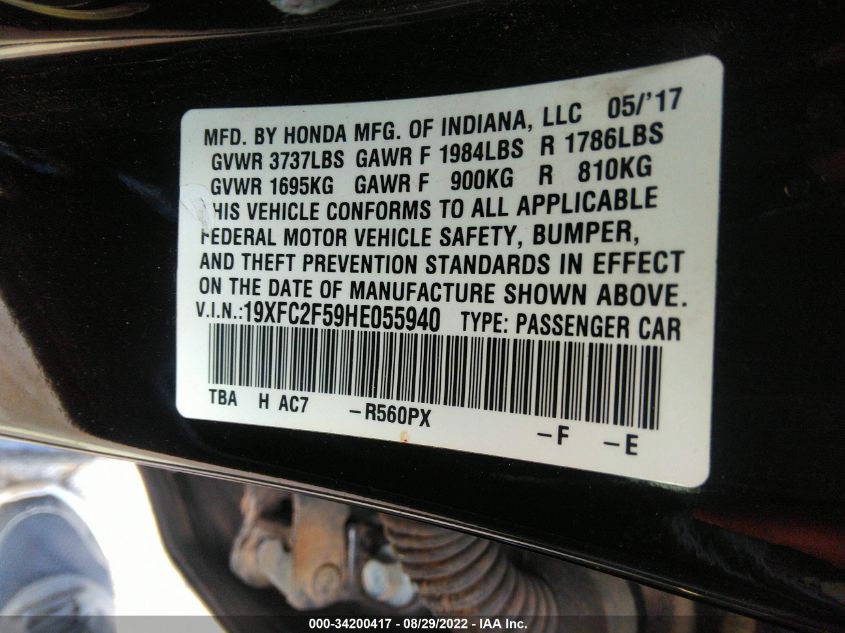 MFD. BY HONDA MFG. OF INDIANA, LLC 05/'17
GVWR 3737LBS GAWR F 1984LBS R 1786LBS
GVWR 1695KG GAWR F 900KG R 810KG
THIS VEHICLE CONFORMS TO ALL APPLICABLE
FEDERAL MOTOR VEHICLE SAFETY, BUMPER,
AND THEFT PREVENTION STANDARDS IN EFFECT
ON THE DATE OF MANUFACTURE SHOWN ABOVE.
V.I.N.:19XFC2F59HE055940 TYPE: PASSENGER CAR
TBA H AC7 -R560PX -F -E
000-34200417 - 08/29/2022 - IAA Inc.